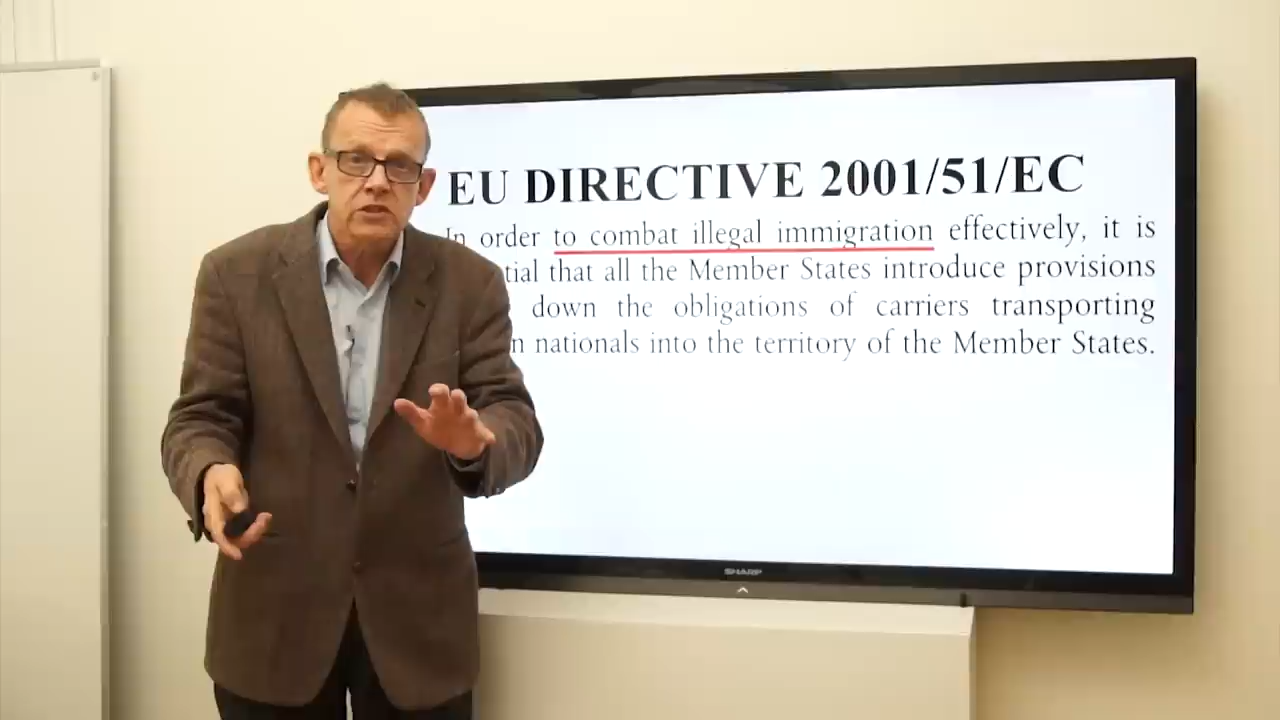 EU DIRECTIVE 2001/51/EC
In order to combat illegal immigration effectively, it is
that all the Member States introduce provisions
down the obligations of carriers transporting
nationals into the territory of the Member States.
SHARP